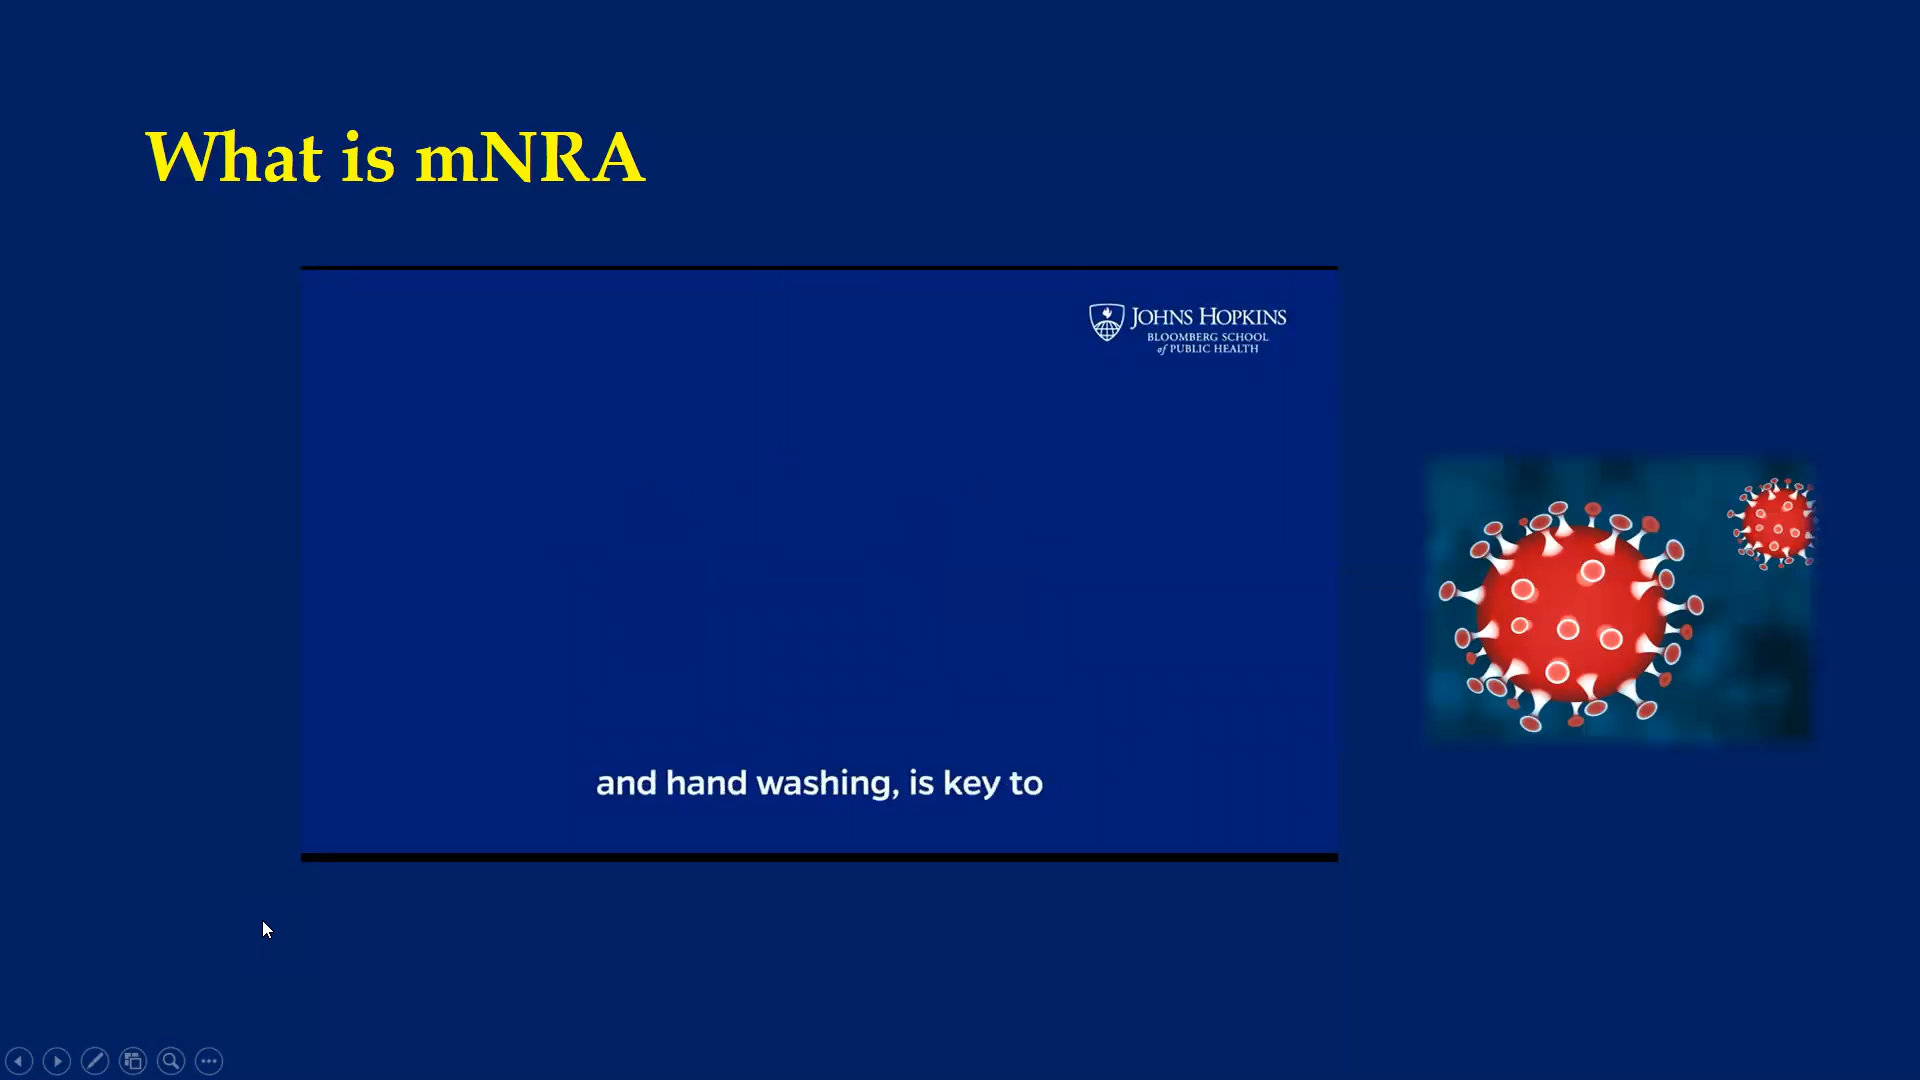 What is mNRA
JOHNS HOPKINS
BLOOMBERG SCHOOL
of PUBLIC HEALTH
and hand washing, is key to